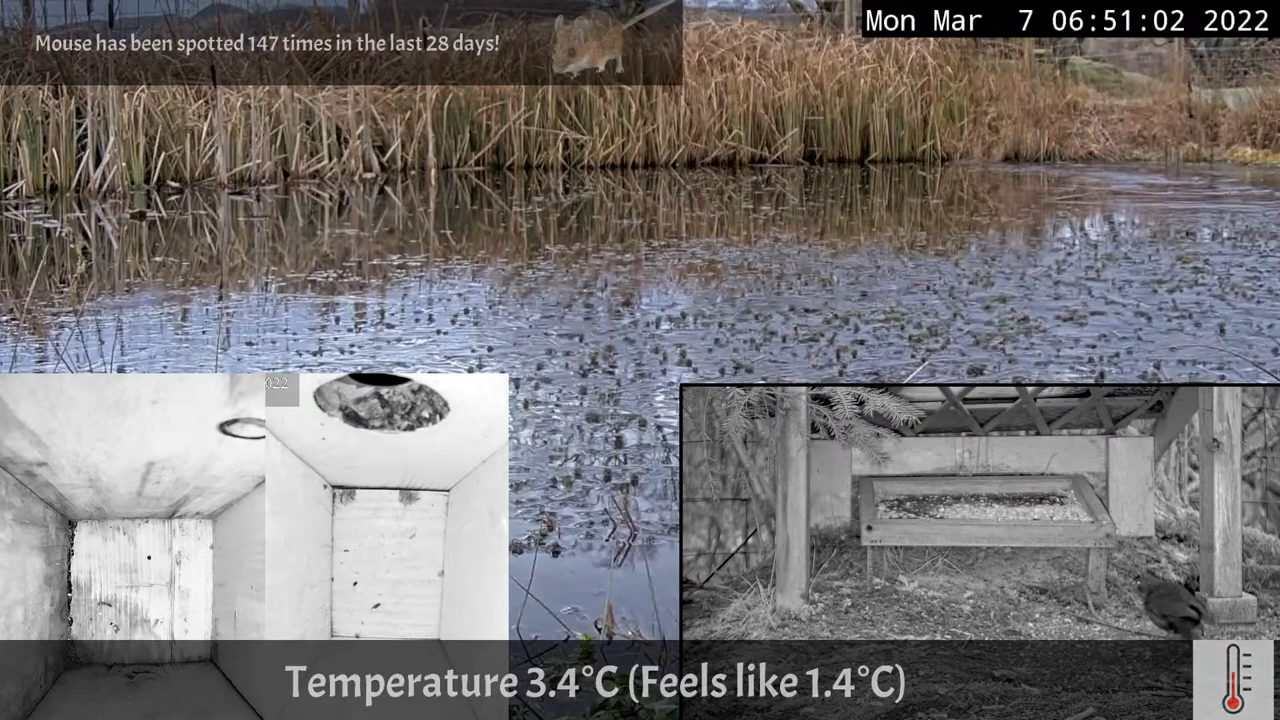 Mouse has been spotted 147 times in the last 28 days!
Mon Mar 7 06:51:02 2022
022
Temperature 3.4°C (Feels like 1.4°C)